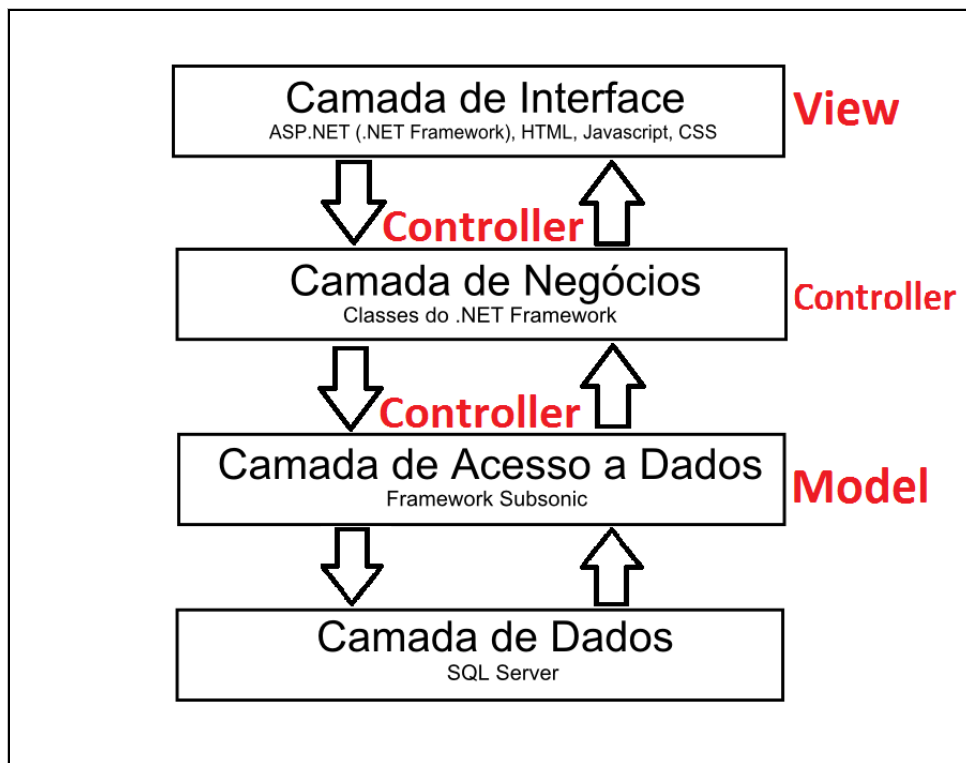 Camada de Interface
View
ASP.NET (.NET Framework), HTML, Javascript, CSS
Controller
Camada de Negócios
Controller
Classes do .NET Framework
Controller
Camada de Acesso a Dados
Model
Framework Subsonic
Camada de Dados
SQL Server